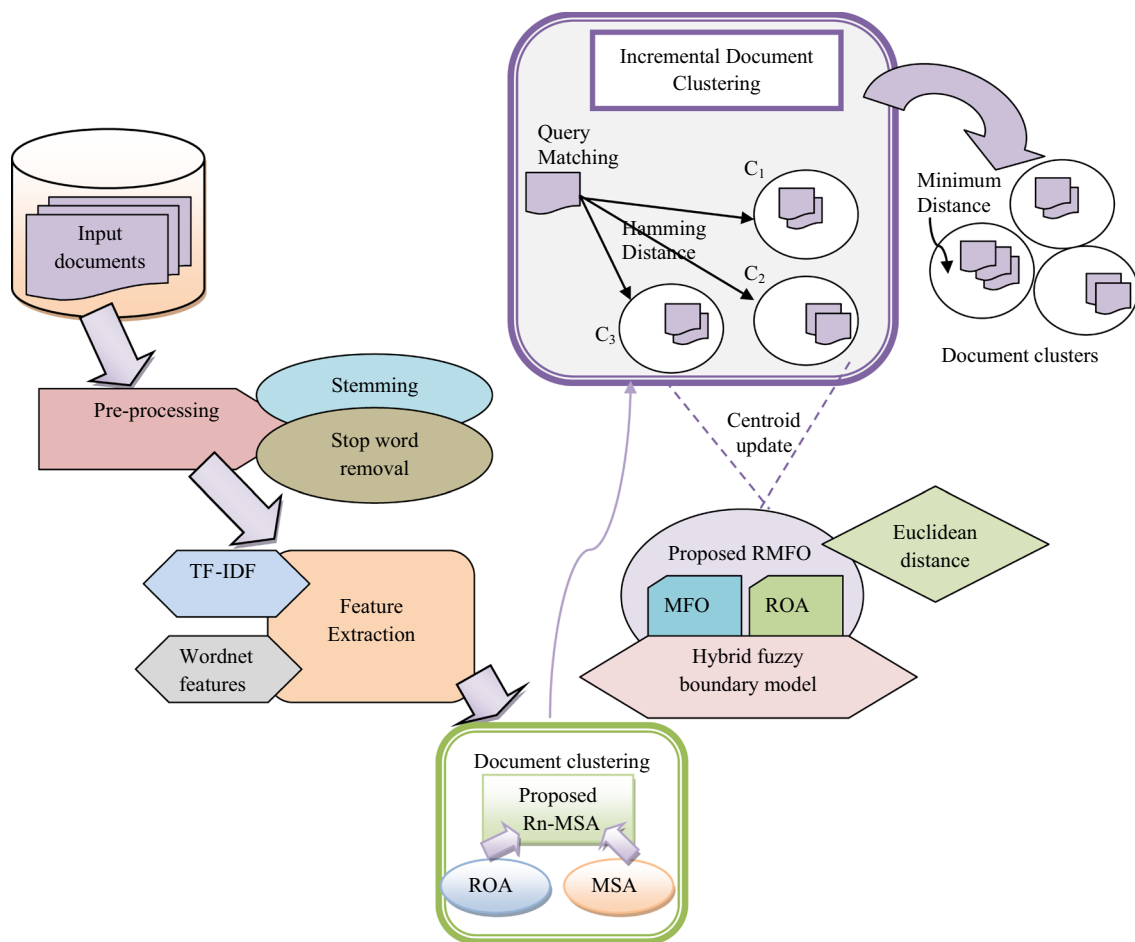 Incremental Document
Clustering
Query
Matching
C₁
Hamming
Distance
C₂
C₃
Minimum
Distance
Document clusters
Input
documents
Pre-processing
Stemming
Stop word
removal
Centroid
update
TF-IDF
Feature
Extraction
Wordnet
features
Proposed RMFO
Euclidean
distance
MFO
ROA
Hybrid fuzzy
boundary model
Document clustering
Proposed
Rn-MSA
ROA
MSA